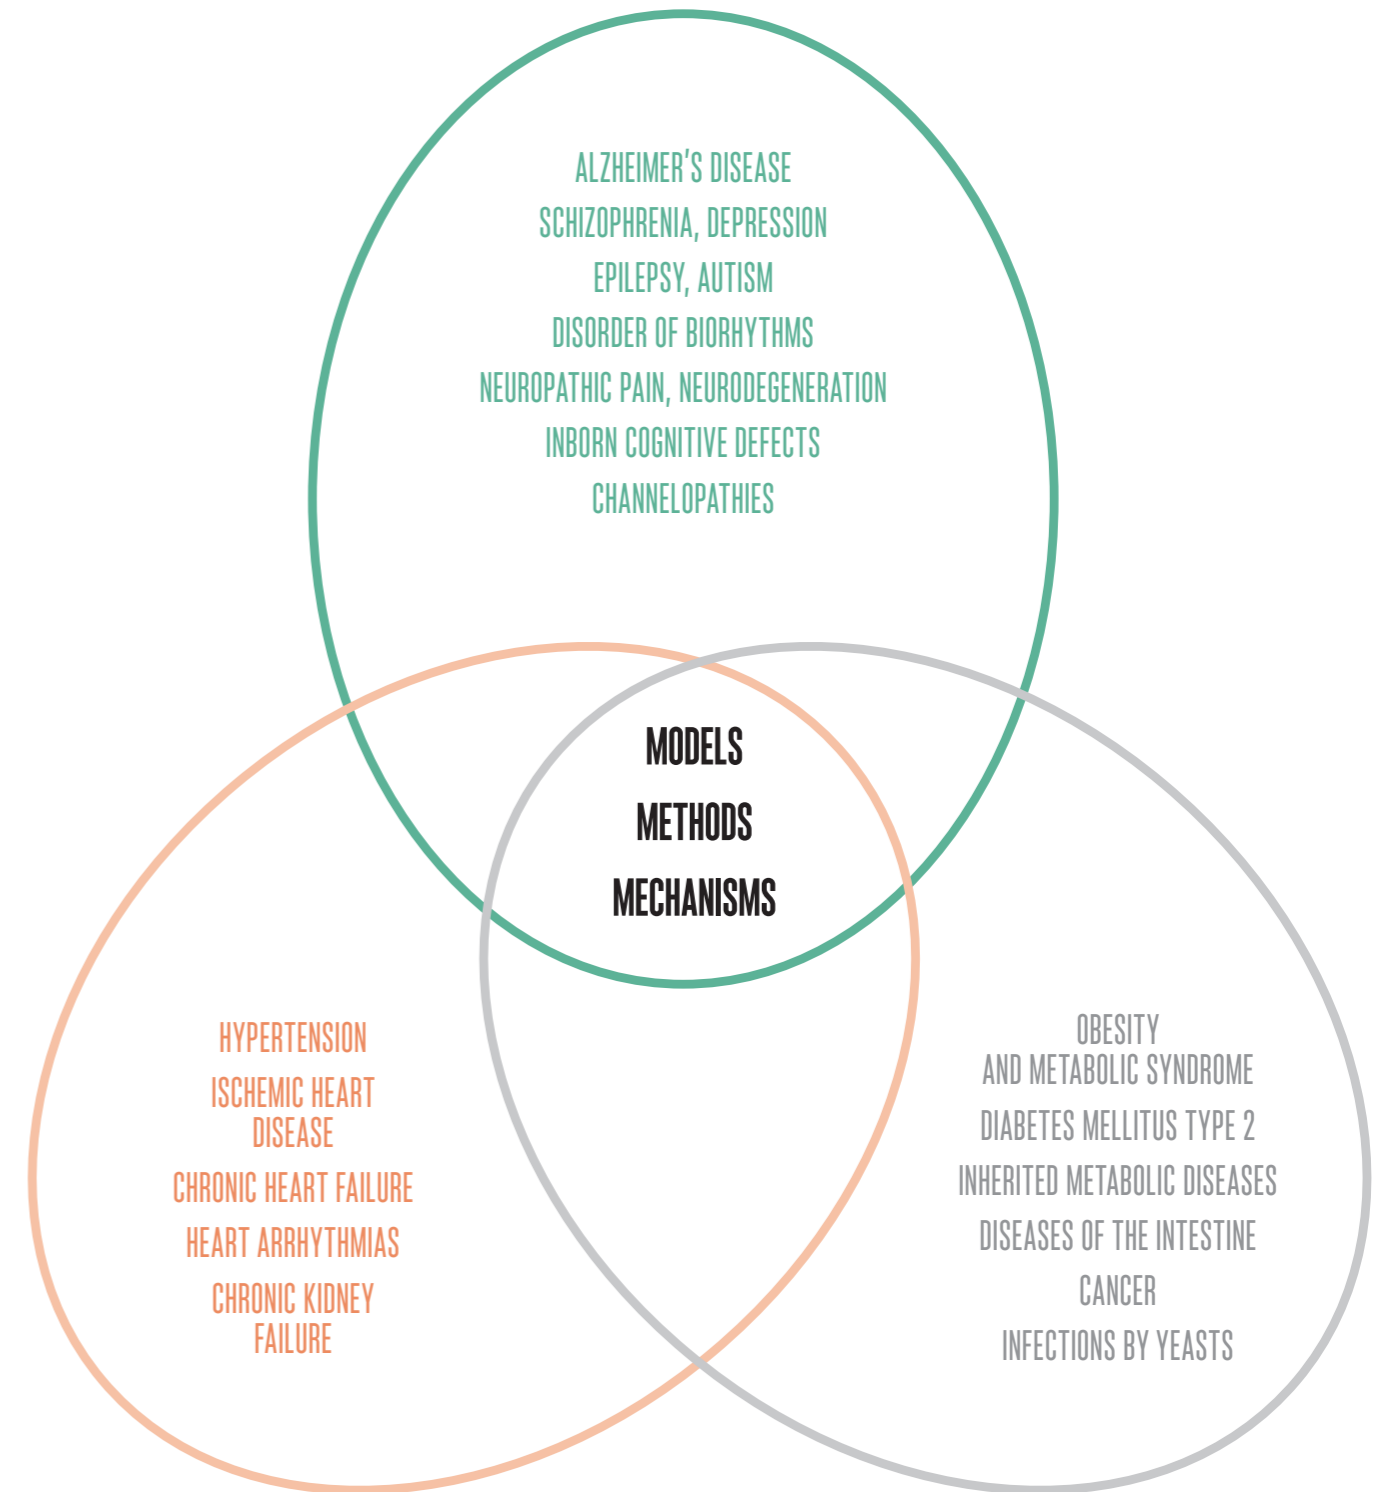 ALZHEIMER'S DISEASE
SCHIZOPHRENIA, DEPRESSION
EPILEPSY, AUTISM
DISORDER OF BIORHYTHMS
NEUROPATHIC PAIN, NEURODEGENERATION
INBORN COGNITIVE DEFECTS
CHANNELOPATHIES
MODELS
METHODS
MECHANISMS
HYPERTENSION
ISCHEMIC HEART
DISEASE
CHRONIC HEART FAILURE
HEART ARRHYTHMIAS
CHRONIC KIDNEY
FAILURE
OBESITY
AND METABOLIC SYNDROME
DIABETES MELLITUS TYPE 2
INHERITED METABOLIC DISEASES
DISEASES OF THE INTESTINE
CANCER
INFECTIONS BY YEASTS